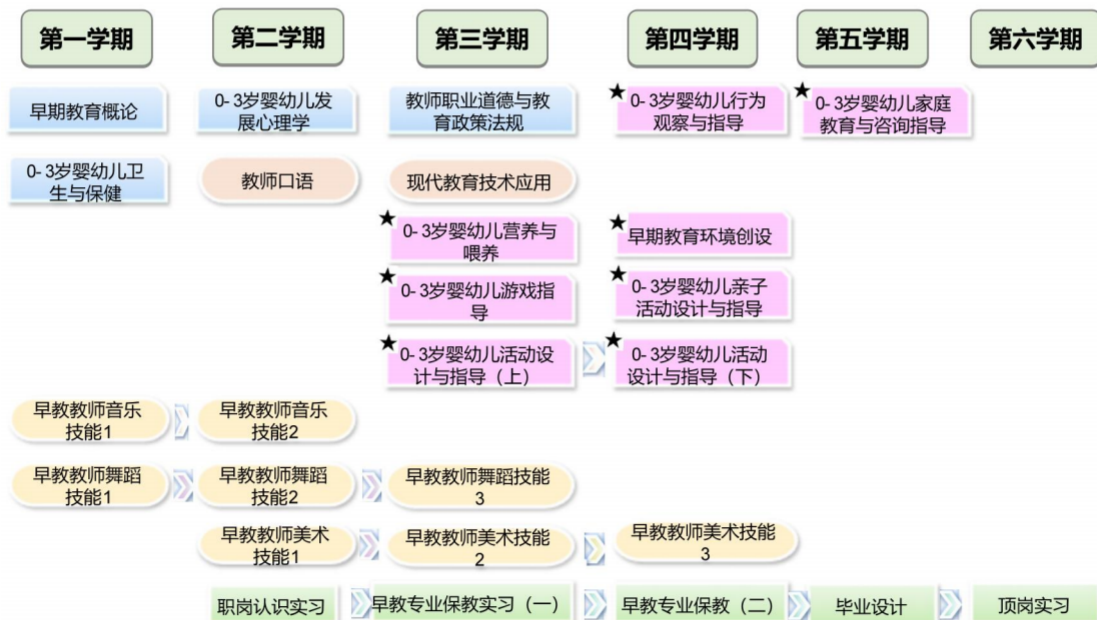 第一学期
第二学期
第三学期
第四学期
第五学期
第六学期
早期教育概论
0- 3岁婴幼儿发
展心理学
教师职业道德与教
育政策法规
★
0- 3岁婴幼儿行为
观察与指导
★
0- 3岁婴幼儿家庭
教育与咨询指导
0- 3岁婴幼儿卫
生与保健
教师口语
现代教育技术应用
★
0- 3岁婴幼儿营养与
喂养
★
早期教育环境创设
★
0- 3岁婴幼儿游戏指
导
★
0- 3岁婴幼儿亲子
活动设计与指导
★
0- 3岁婴幼儿活动设
计与指导（上）
★
0- 3岁婴幼儿活动
设计与指导（下）
早教教师音乐
技能1
早教教师音乐
技能2
早教教师舞蹈
技能1
早教教师舞蹈
技能2
早教教师舞蹈技能
3
早教教师美术
技能1
早教教师美术技能
2
早教教师美术技能
3
职岗认识实习
早教专业保教实习（一）
早教专业保教（二）
毕业设计
顶岗实习